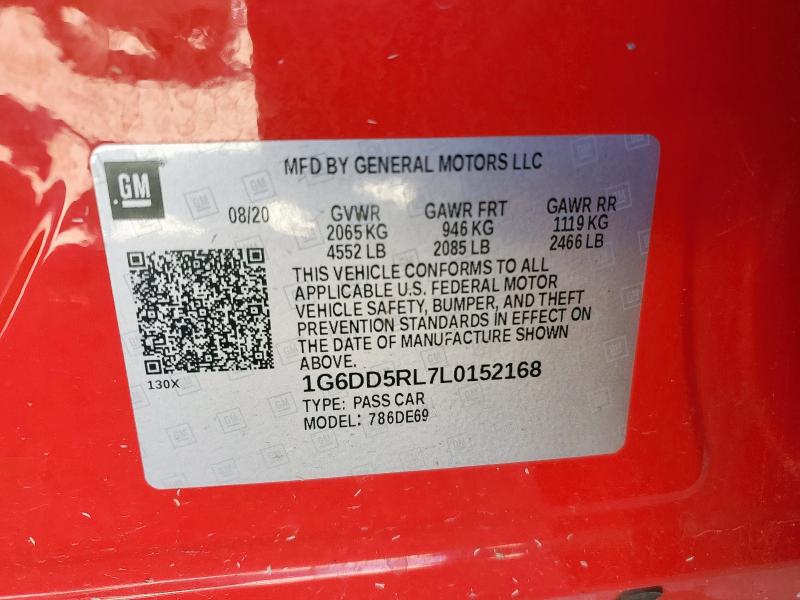 GM
MFD BY GENERAL MOTORS LLC
08/20 GVWR GAWR FRT GAWR RR
2065 KG 946 KG 1119 KG
4552 LB 2085 LB 2466 LB
THIS VEHICLE CONFORMS TO ALL
APPLICABLE U.S. FEDERAL MOTOR
VEHICLE SAFETY, BUMPER, AND THEFT
PREVENTION STANDARDS IN EFFECT ON
THE DATE OF MANUFACTURE SHOWN
ABOVE.
130X
1G6DD5RL7L0152168
TYPE: PASS CAR
MODEL: 786DE69